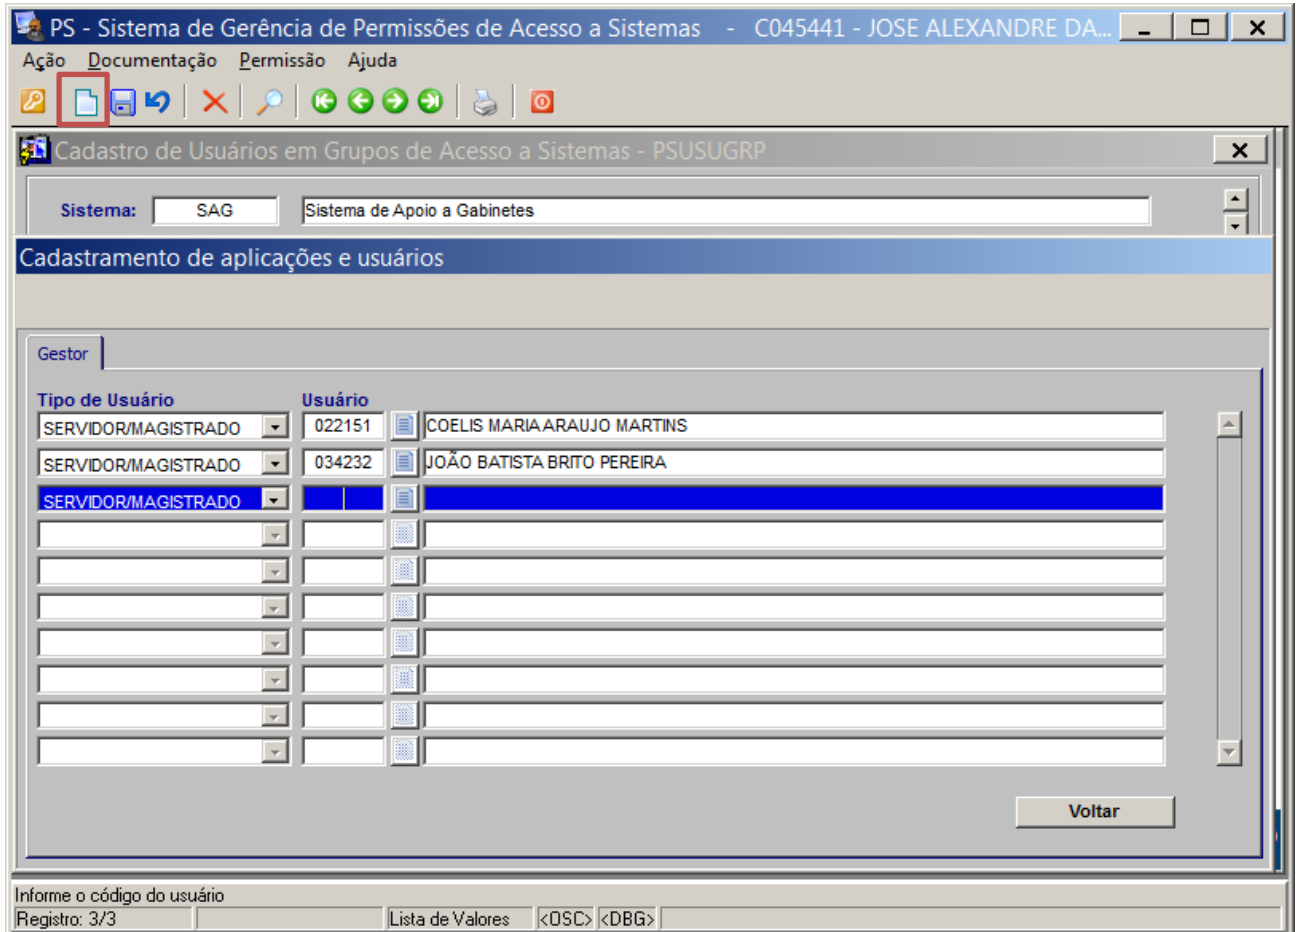 PS - Sistema de Gerência de Permissões de Acesso a Sistemas - C045441 - JOSE ALEXANDRE DA...
Ação Documentação Permissão Ajuda
Cadastro de Usuários em Grupos de Acesso a Sistemas - PSUSUGRP
Sistema: SAG Sistema de Apoio a Gabinetes
Cadastramento de aplicações e usuários
Gestor
Tipo de Usuário Usuário
SERVIDOR/MAGISTRADO 022151 COELIS MARIA ARAUJO MARTINS
SERVIDOR/MAGISTRADO 034232 JOÃO BATISTA BRITO PEREIRA
SERVIDOR/MAGISTRADO
Voltar
Informe o código do usuário
Registro: 3/3 Lista de Valores <OSC> <DBG>